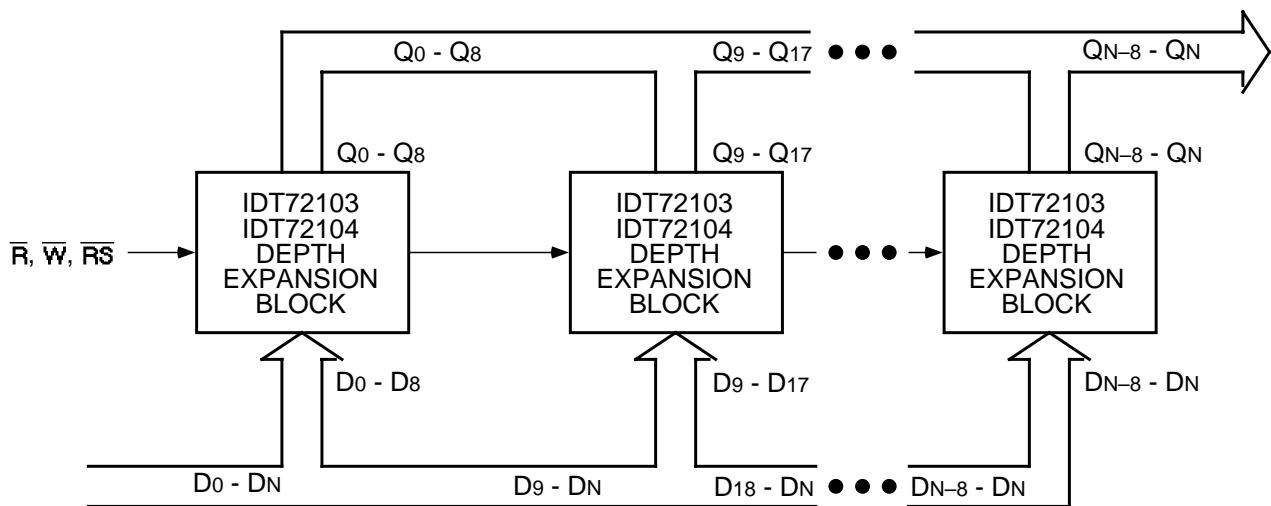 Q0 - Q8 Q9 - Q17 ● ● ● QN–8 - QN
Q0 - Q8 Q9 - Q17 QN–8 - QN
IDT72103
IDT72104
DEPTH
EXPANSION
BLOCK
IDT72103
IDT72104
DEPTH
EXPANSION
BLOCK
IDT72103
IDT72104
DEPTH
EXPANSION
BLOCK
R̅, W̅, R̅S̅ ● ● ●
D0 - D8 D9 - D17 DN–8 - DN
D0 - DN D9 - DN D18 - DN ● ● ● DN–8 - DN